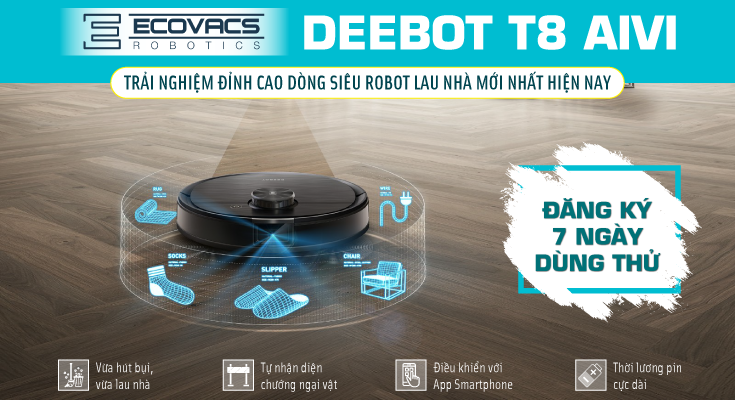 ECOVACS
ROBOTICS
DEEBOT T8 AIVI
TRẢI NGHIỆM ĐỈNH CAO DÒNG SIÊU ROBOT LAU NHÀ MỚI NHẤT HIỆN NAY
RUG
WIRE
SOCKS
SLIPPER
CHAIR
ĐĂNG KÝ
7 NGÀY
DÙNG THỬ
Vừa hút bụi,
vừa lau nhà
Tự nhận diện
chướng ngại vật
Điều khiển với
App Smartphone
Thời lượng pin
cực dài